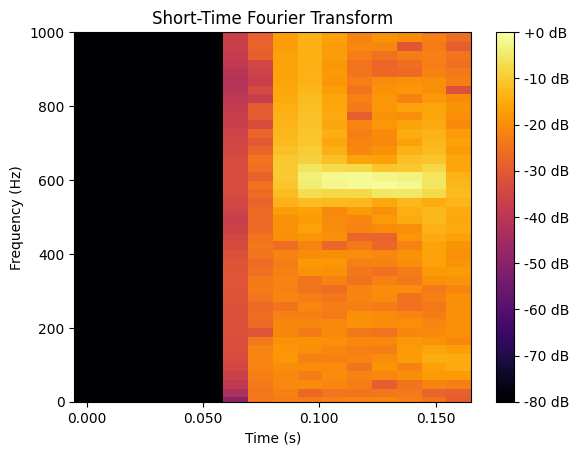 Short-Time Fourier Transform
Frequency (Hz)
1000
800
600
400
200
0
0.000
0.050
0.100
0.150
Time (s)
+0 dB
-10 dB
-20 dB
-30 dB
-40 dB
-50 dB
-60 dB
-70 dB
-80 dB